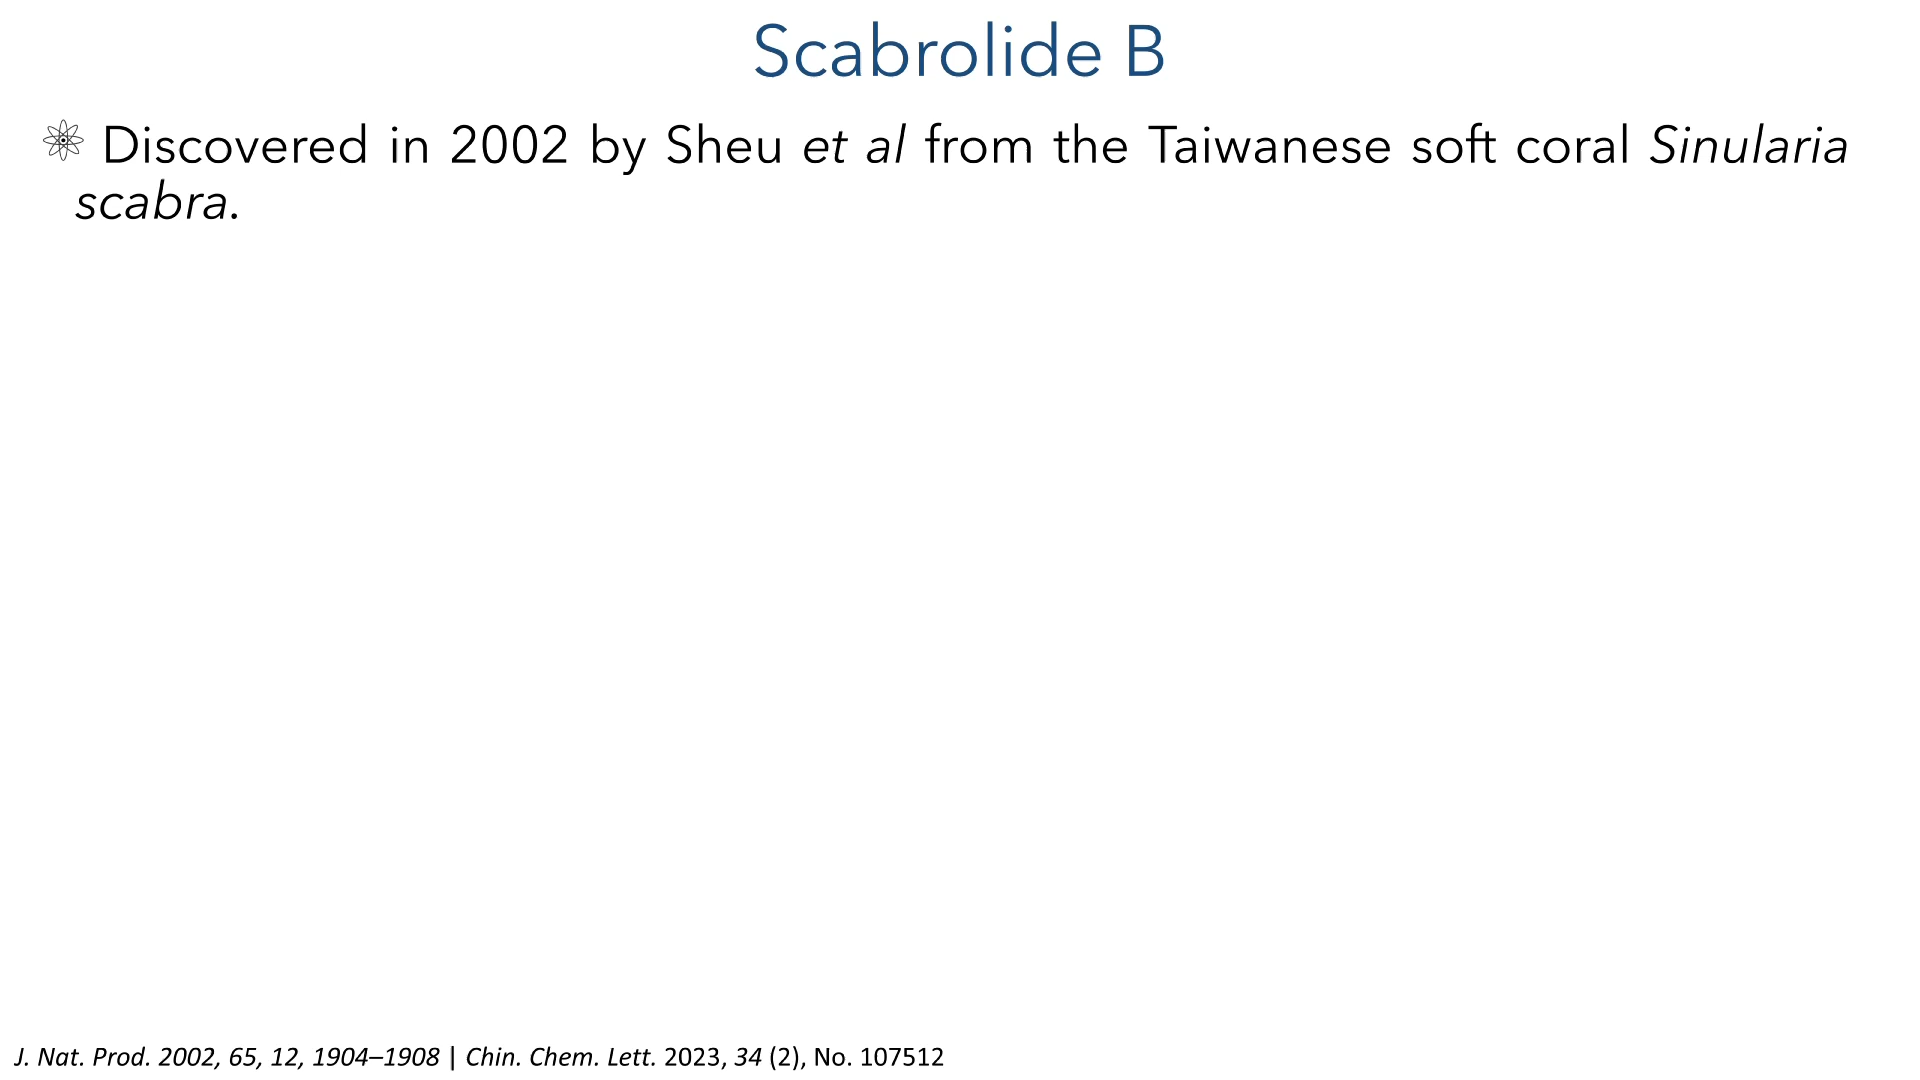 Scabrolide B
Discovered in 2002 by Sheu et al from the Taiwanese soft coral Sinularia
scabra.
J. Nat. Prod. 2002, 65, 12, 1904–1908 | Chin. Chem. Lett. 2023, 34 (2), No. 107512